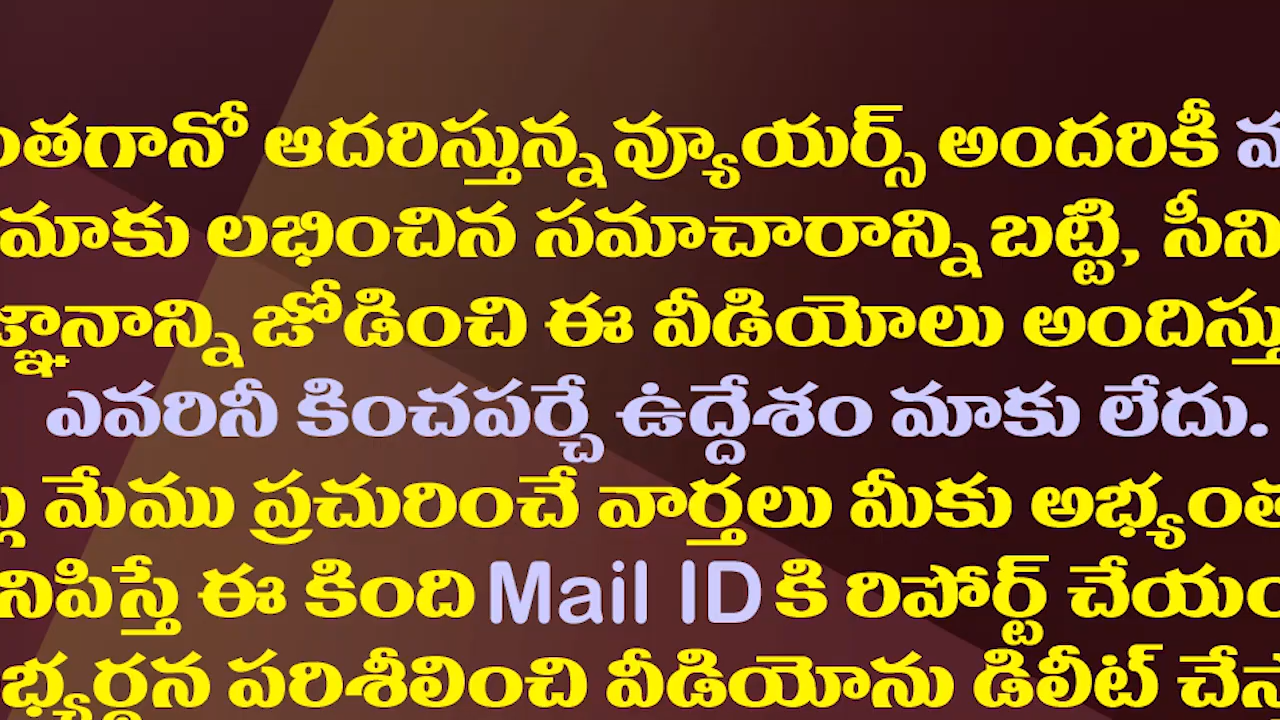 ంతగానో ఆదరిస్తున్న వ్యూయర్స్ అందరికీ
మాకు లభించిన సమాచారాన్ని బట్టి, సీని
జ్ఞానాన్ని జోడించి ఈ వీడియోలు అందిస్తు
ఎవరినీ కించపర్చే ఉద్దేశం మాకు లేదు.
మేము ప్రచురించే వార్తలు మీకు అభ్యంత
నిపిస్తే ఈ కింది Mail ID కి రిపోర్ట్ చేయం
భ్యర్థన పరిశీలించి వీడియోను డిలీట్ చేస